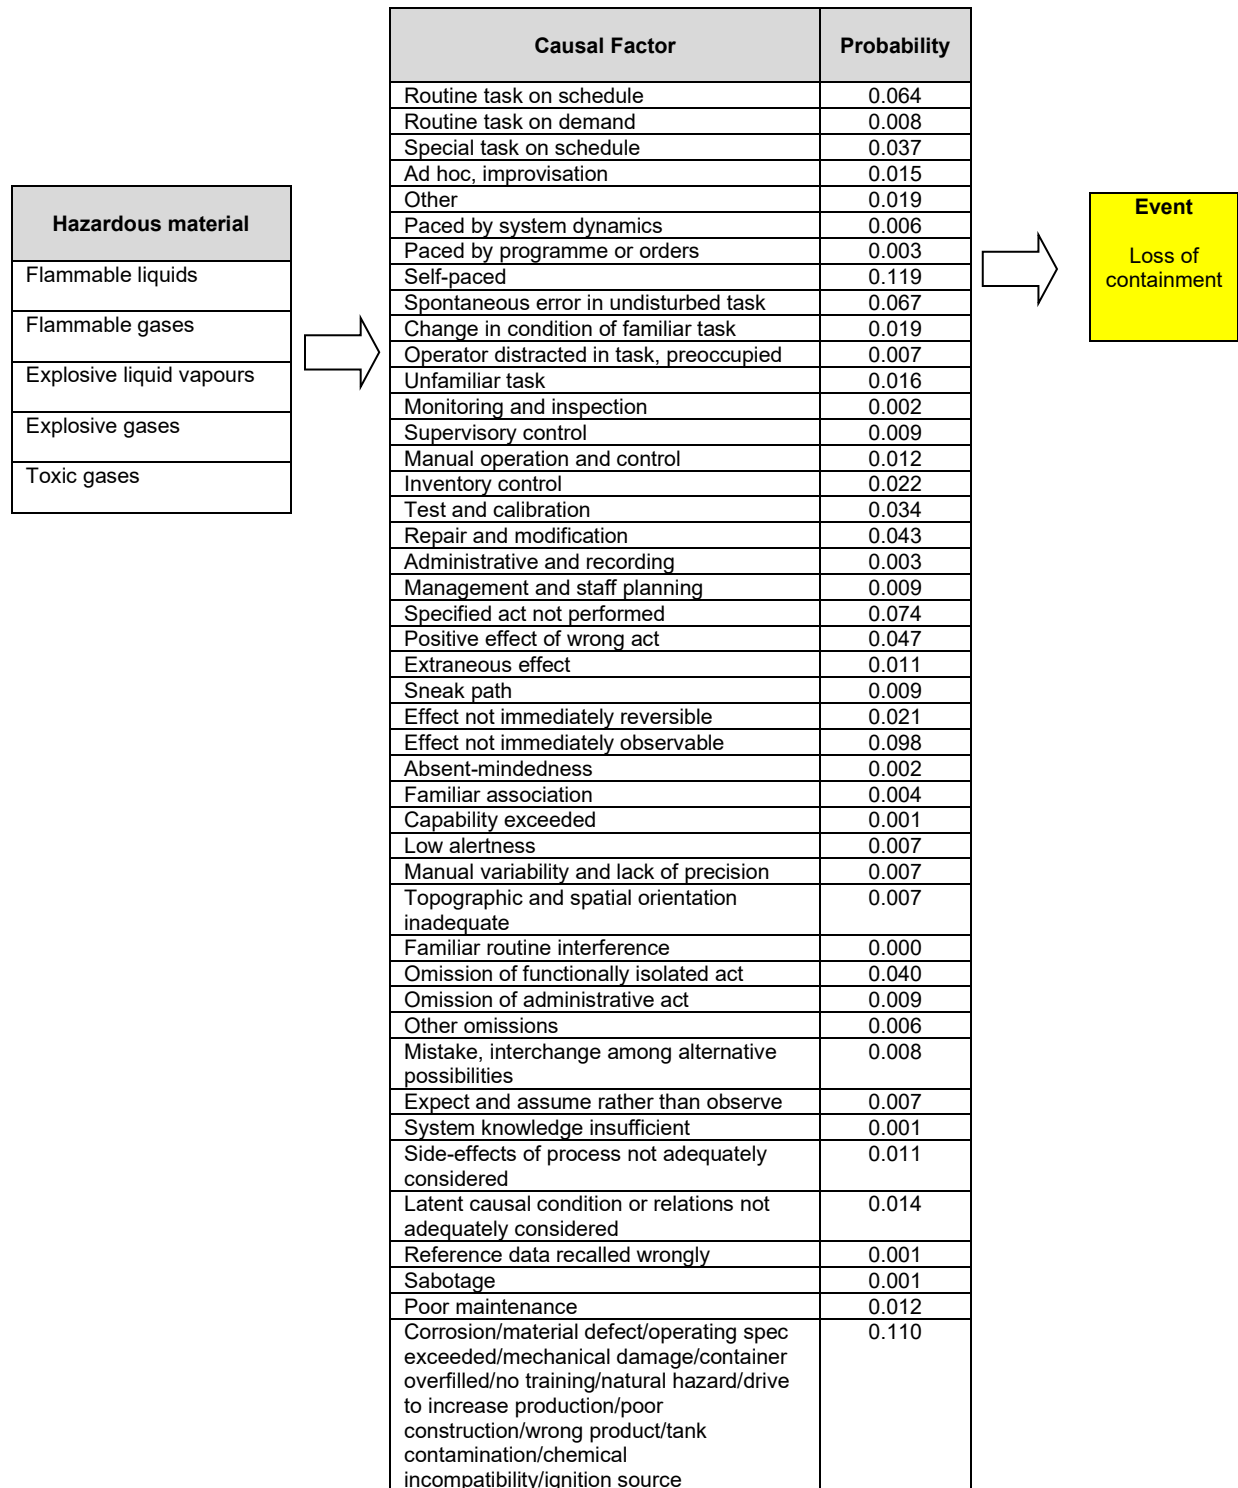 Hazardous material
Flammable liquids
Flammable gases
Explosive liquid vapours
Explosive gases
Toxic gases
Causal Factor Probability
Routine task on schedule 0.064
Routine task on demand 0.008
Special task on schedule 0.037
Ad hoc, improvisation 0.015
Other 0.019
Paced by system dynamics 0.006
Paced by programme or orders 0.003
Self-paced 0.119
Spontaneous error in undisturbed task 0.067
Change in condition of familiar task 0.019
Operator distracted in task, preoccupied 0.007
Unfamiliar task 0.016
Monitoring and inspection 0.002
Supervisory control 0.009
Manual operation and control 0.012
Inventory control 0.022
Test and calibration 0.034
Repair and modification 0.043
Administrative and recording 0.003
Management and staff planning 0.009
Specified act not performed 0.074
Positive effect of wrong act 0.047
Extraneous effect 0.011
Sneak path 0.009
Effect not immediately reversible 0.021
Effect not immediately observable 0.098
Absent-mindedness 0.002
Familiar association 0.004
Capability exceeded 0.001
Low alertness 0.007
Manual variability and lack of precision 0.007
Topographic and spatial orientation 0.007
inadequate
Familiar routine interference 0.000
Omission of functionally isolated act 0.040
Omission of administrative act 0.009
Other omissions 0.006
Mistake, interchange among alternative 0.008
possibilities
Expect and assume rather than observe 0.007
System knowledge insufficient 0.001
Side-effects of process not adequately 0.011
considered
Latent causal condition or relations not 0.014
adequately considered
Reference data recalled wrongly 0.001
Sabotage 0.001
Poor maintenance 0.012
Corrosion/material defect/operating spec 0.110
exceeded/mechanical damage/container
overfilled/no training/natural hazard/drive
to increase production/poor
construction/wrong product/tank
contamination/chemical
incompatibility/ignition source
Event
Loss of
containment